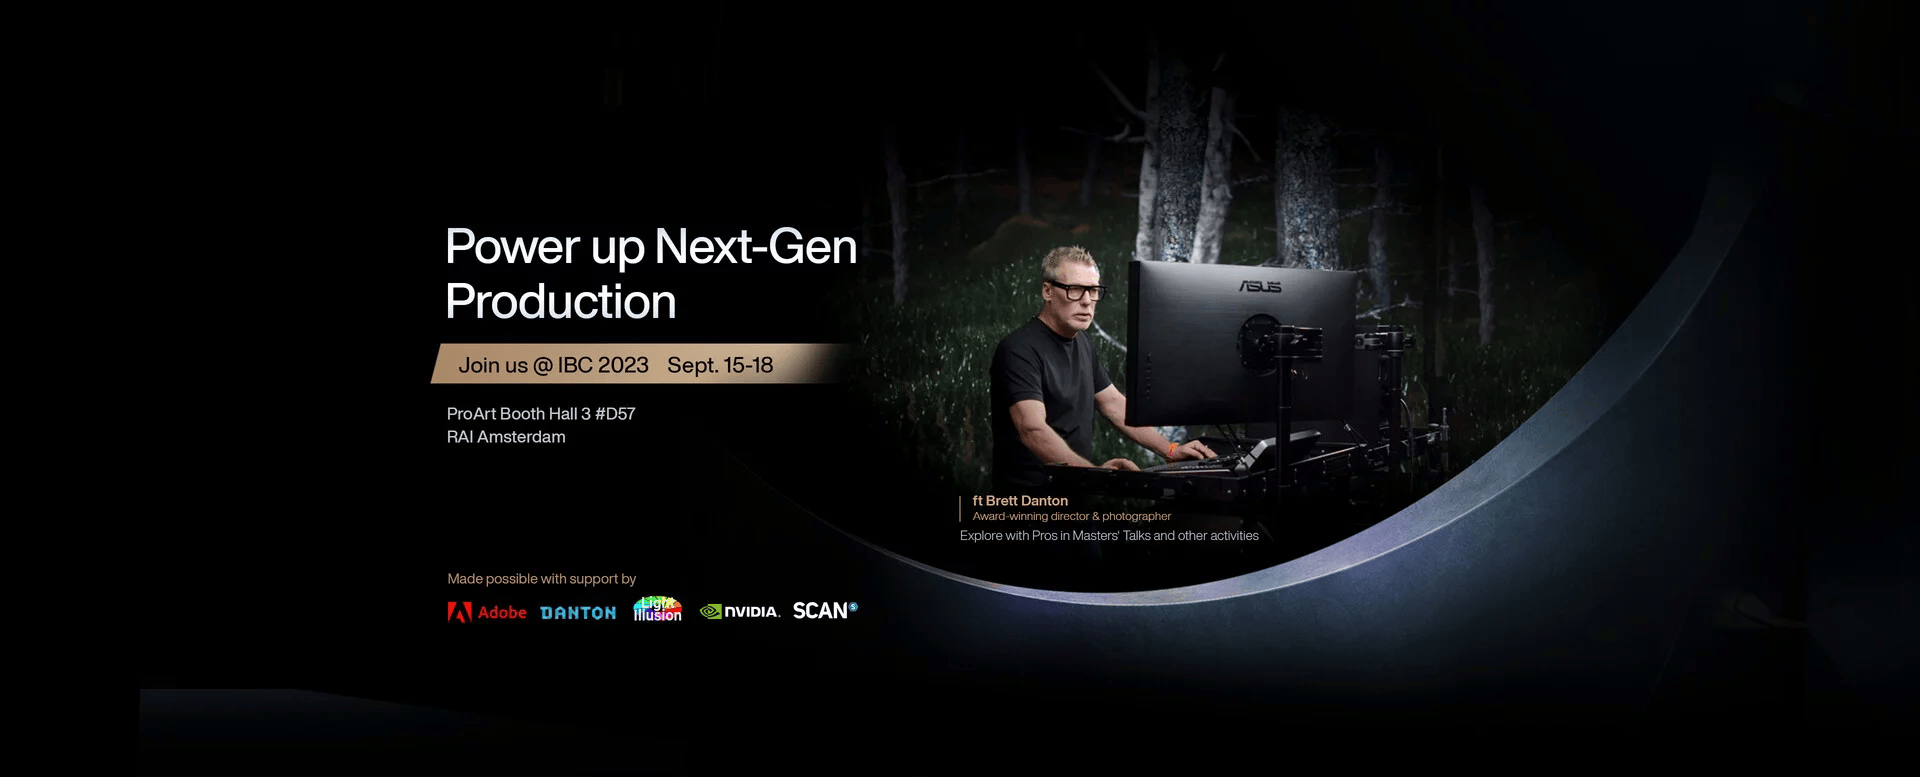 Power up Next-Gen
Production
Join us @ IBC 2023 Sept. 15-18
ProArt Booth Hall 3 #D57
RAI Amsterdam
ASUS
ft Brett Danton
Award-winning director & photographer
Explore with Pros in Masters' Talks and other activities
Made possible with support by
Adobe DANTON Light Illusion NVIDIA. SCAN S